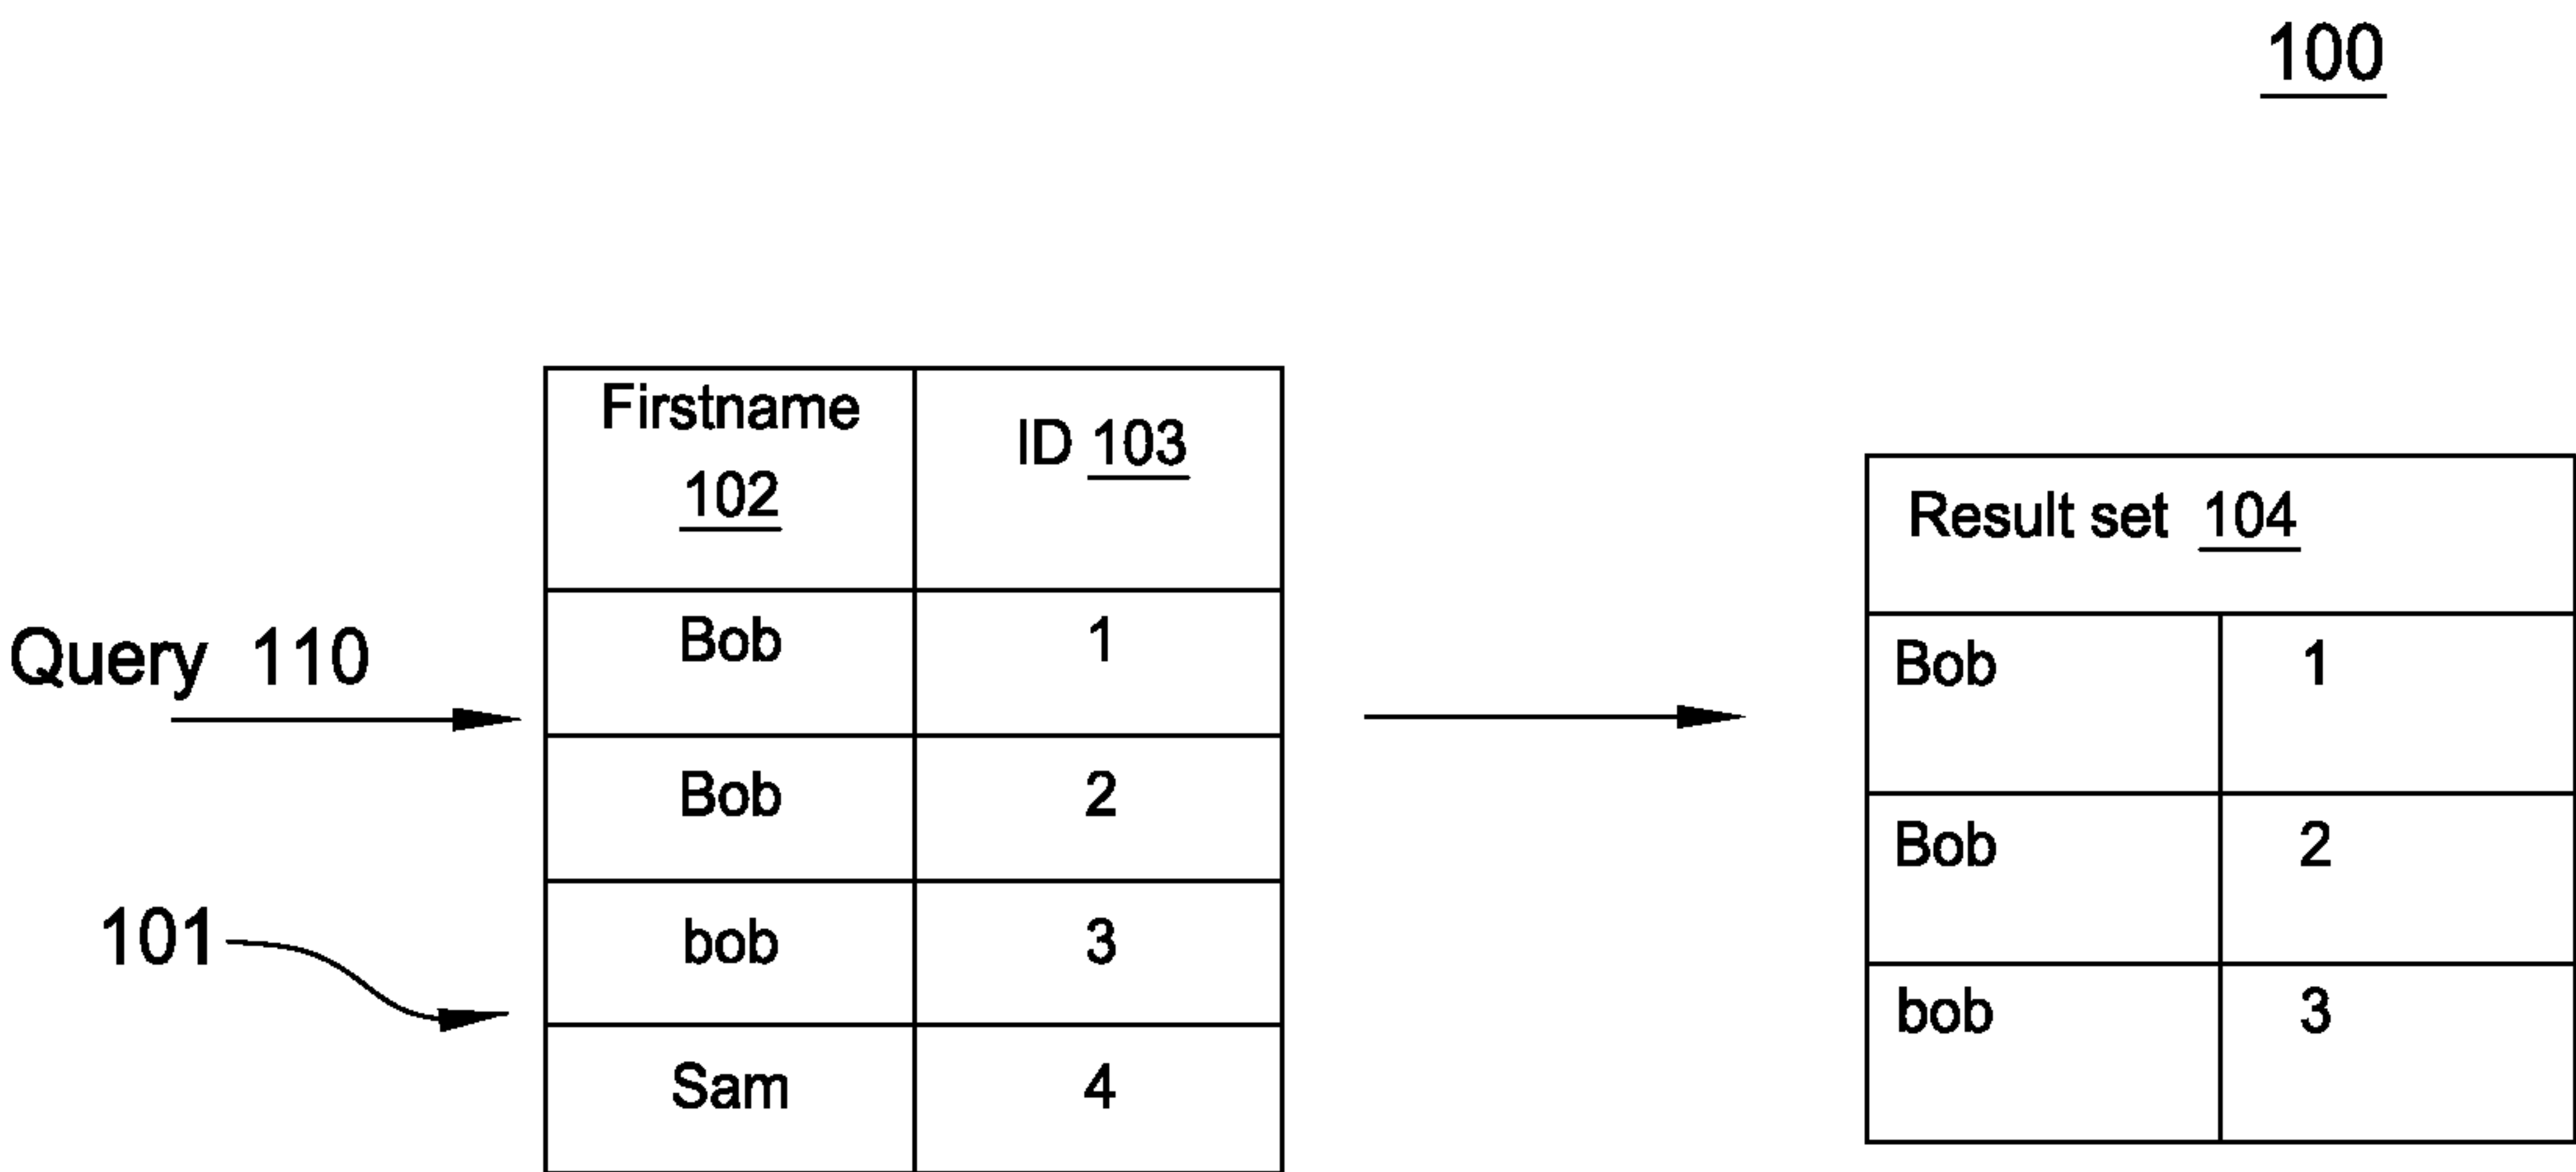 100
Firstname
102
ID 103
Result set 104
Query 110
Bob 1
Bob 2
bob 3
Sam 4
101
Bob 1
Bob 2
bob 3